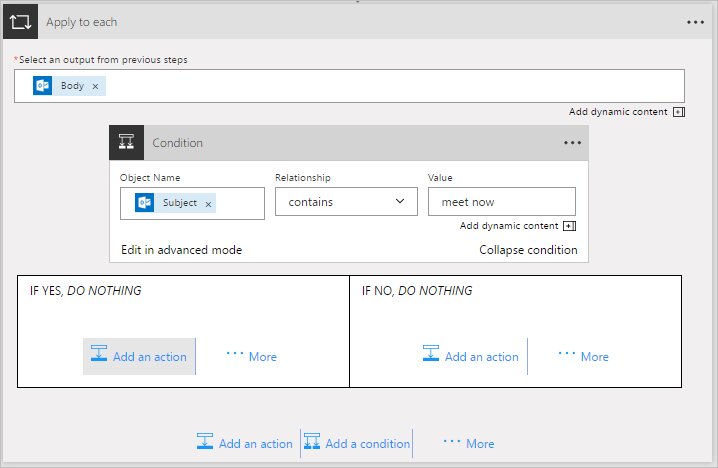 Apply to each
*Select an output from previous steps
Body ×
Add dynamic content
Condition
Object Name Relationship Value
Subject × contains meet now
Add dynamic content
Edit in advanced mode Collapse condition
IF YES, DO NOTHING IF NO, DO NOTHING
Add an action ... More Add an action ... More
Add an action Add a condition ... More